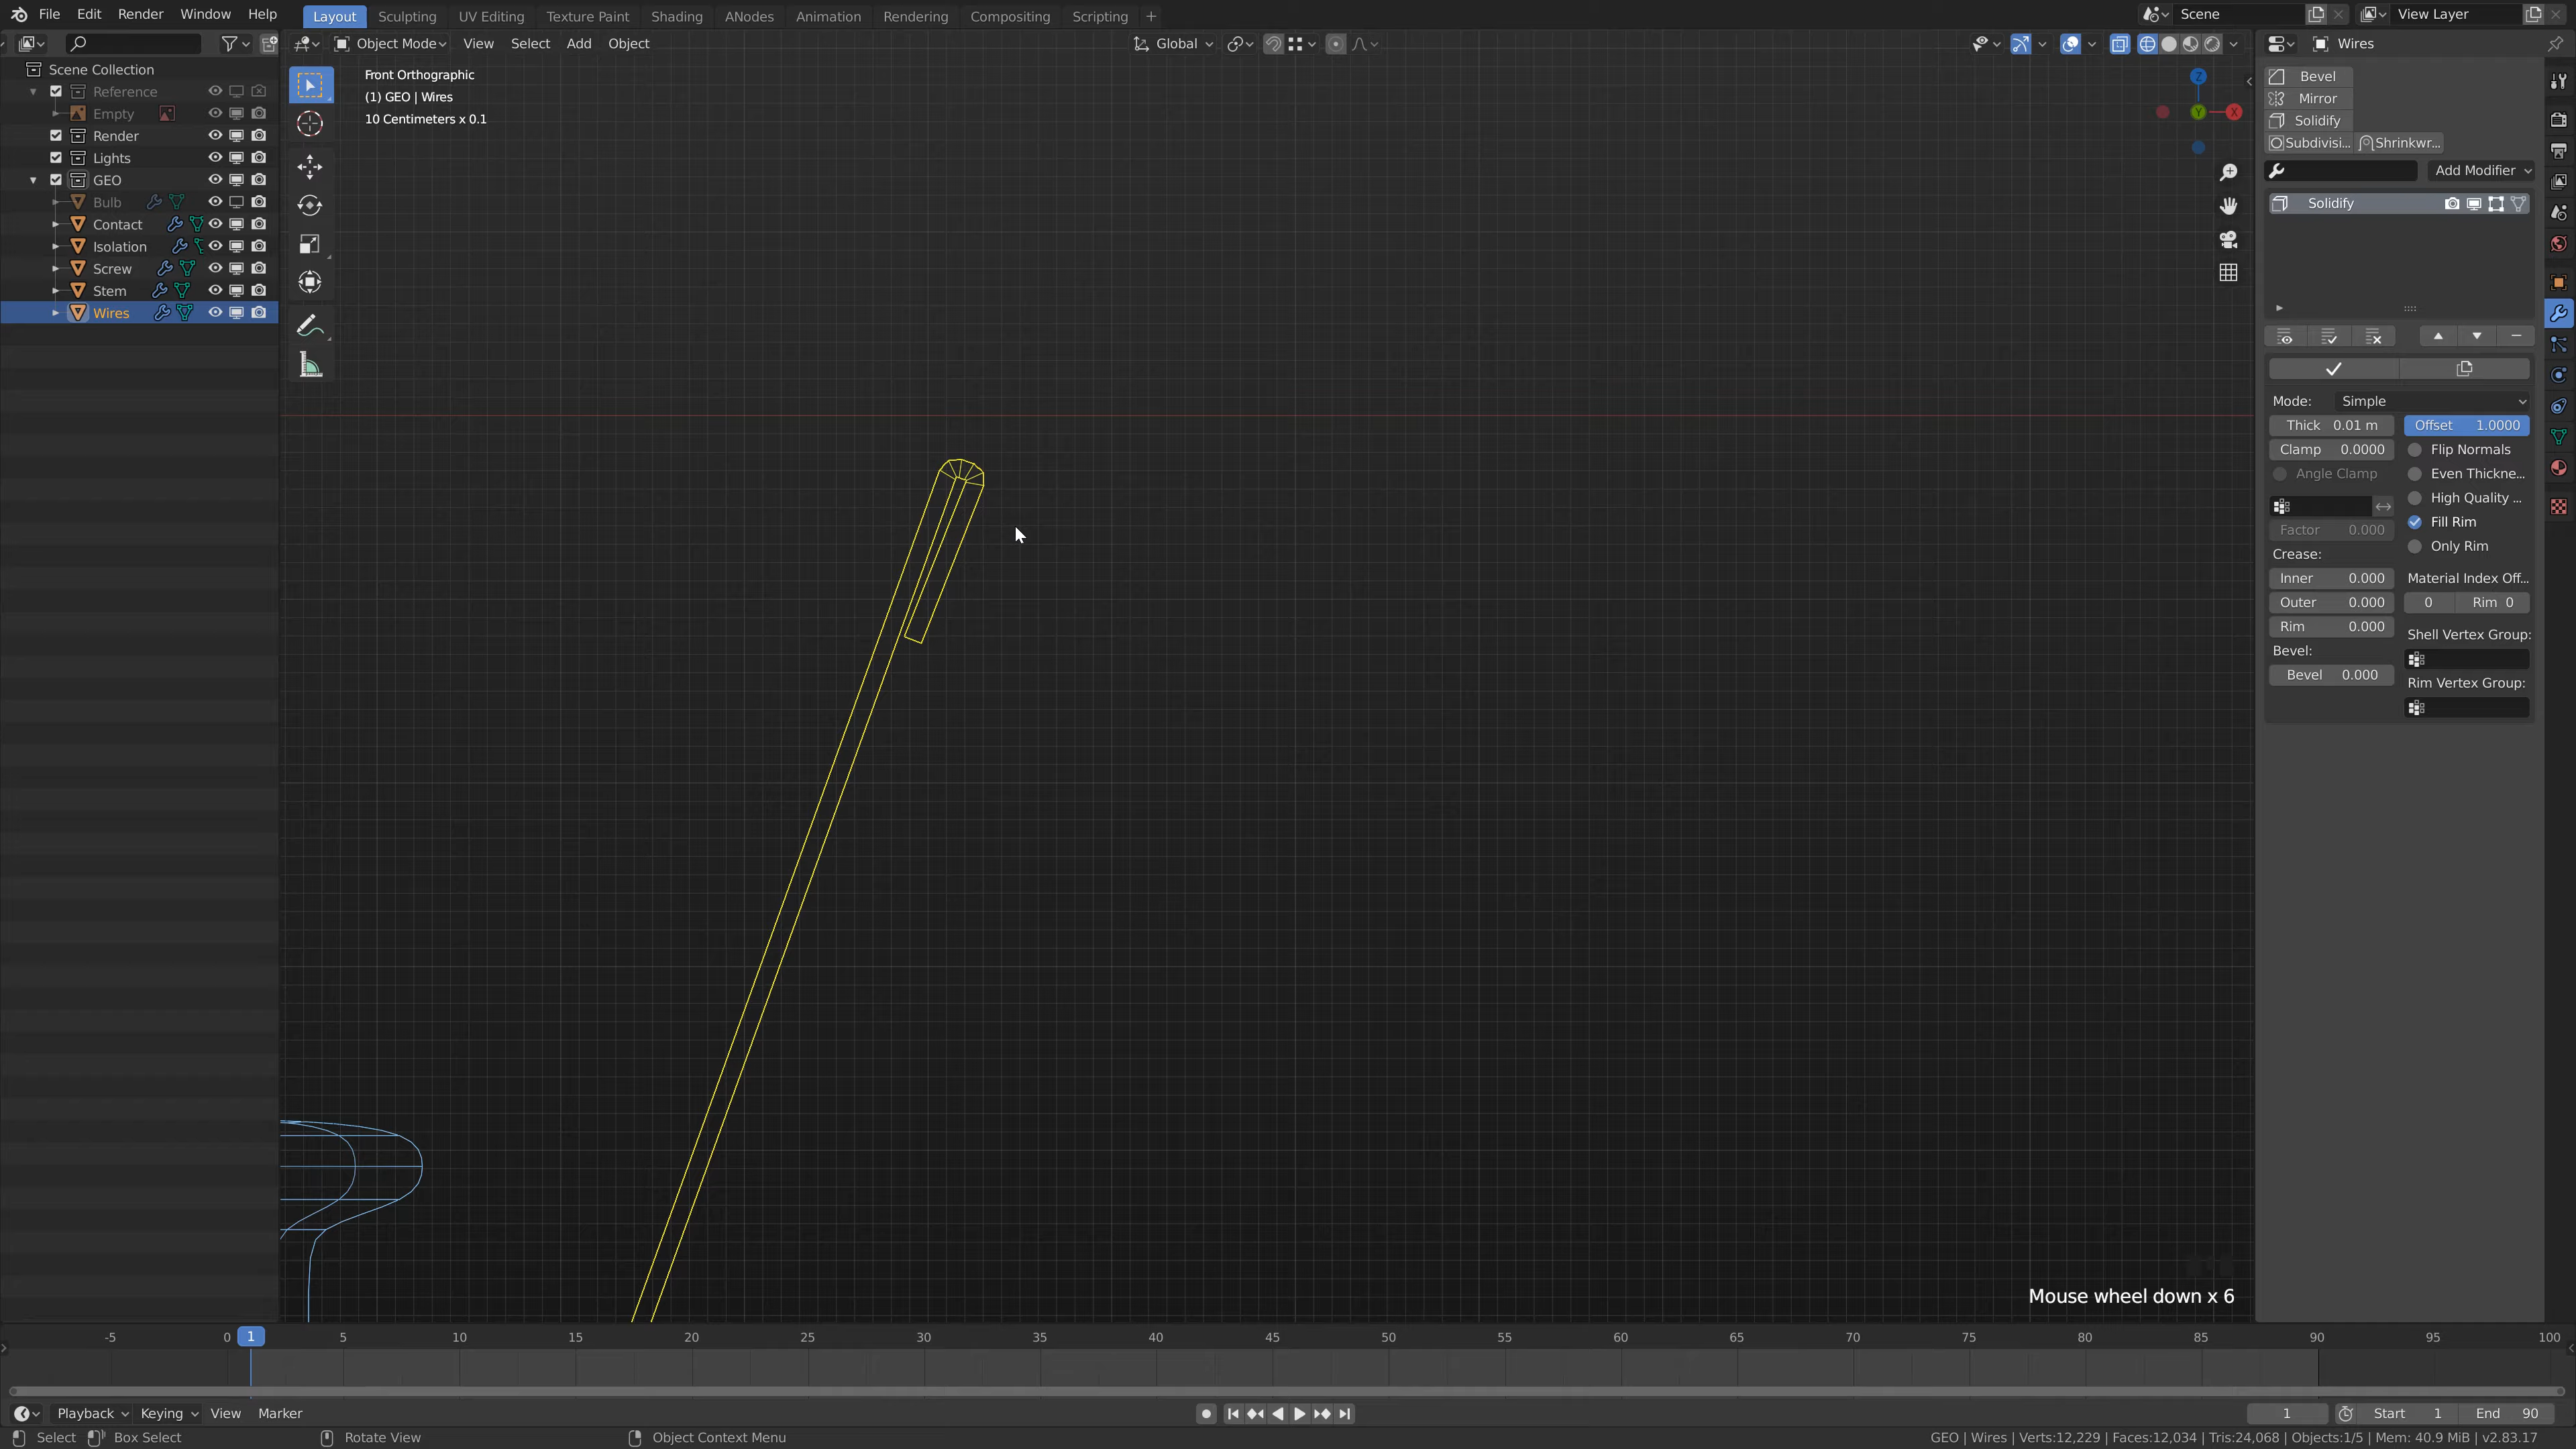 File Edit Render Window Help Layout Sculpting UV Editing Texture Paint Shading ANodes Animation Rendering Compositing Scripting + Scene View Layer
Object Mode View Select Add Object Global Wires
Scene Collection
Reference
Empty
Render
Lights
GEO
Bulb
Contact
Isolation
Screw
Stem
Wires
Front Orthographic
(1) GEO | Wires
10 Centimeters x 0.1
Z
Y
X
Bevel
Mirror
Solidify
Subdivisi... Shrinkwr...
Add Modifier
Solidify
Mode: Simple
Thick 0.01 m Offset 1.0000
Clamp 0.0000 Flip Normals
Angle Clamp Even Thickne...
High Quality ...
Factor 0.000 Fill Rim
Crease: Only Rim
Inner 0.000 Material Index Off...
Outer 0.000 0 Rim 0
Rim 0.000 Shell Vertex Group:
Bevel:
Bevel 0.000 Rim Vertex Group:
Mouse wheel down x 6
-5 0 1 5 10 15 20 25 30 35 40 45 50 55 60 65 70 75 80 85 90 95 100
Playback Keying View Marker 1 Start 1 End 90
Select Box Select Rotate View Object Context Menu GEO | Wires | Verts:12,229 | Faces:12,034 | Tris:24,068 | Objects:1/5 | Mem: 40.9 MiB | v2.83.17